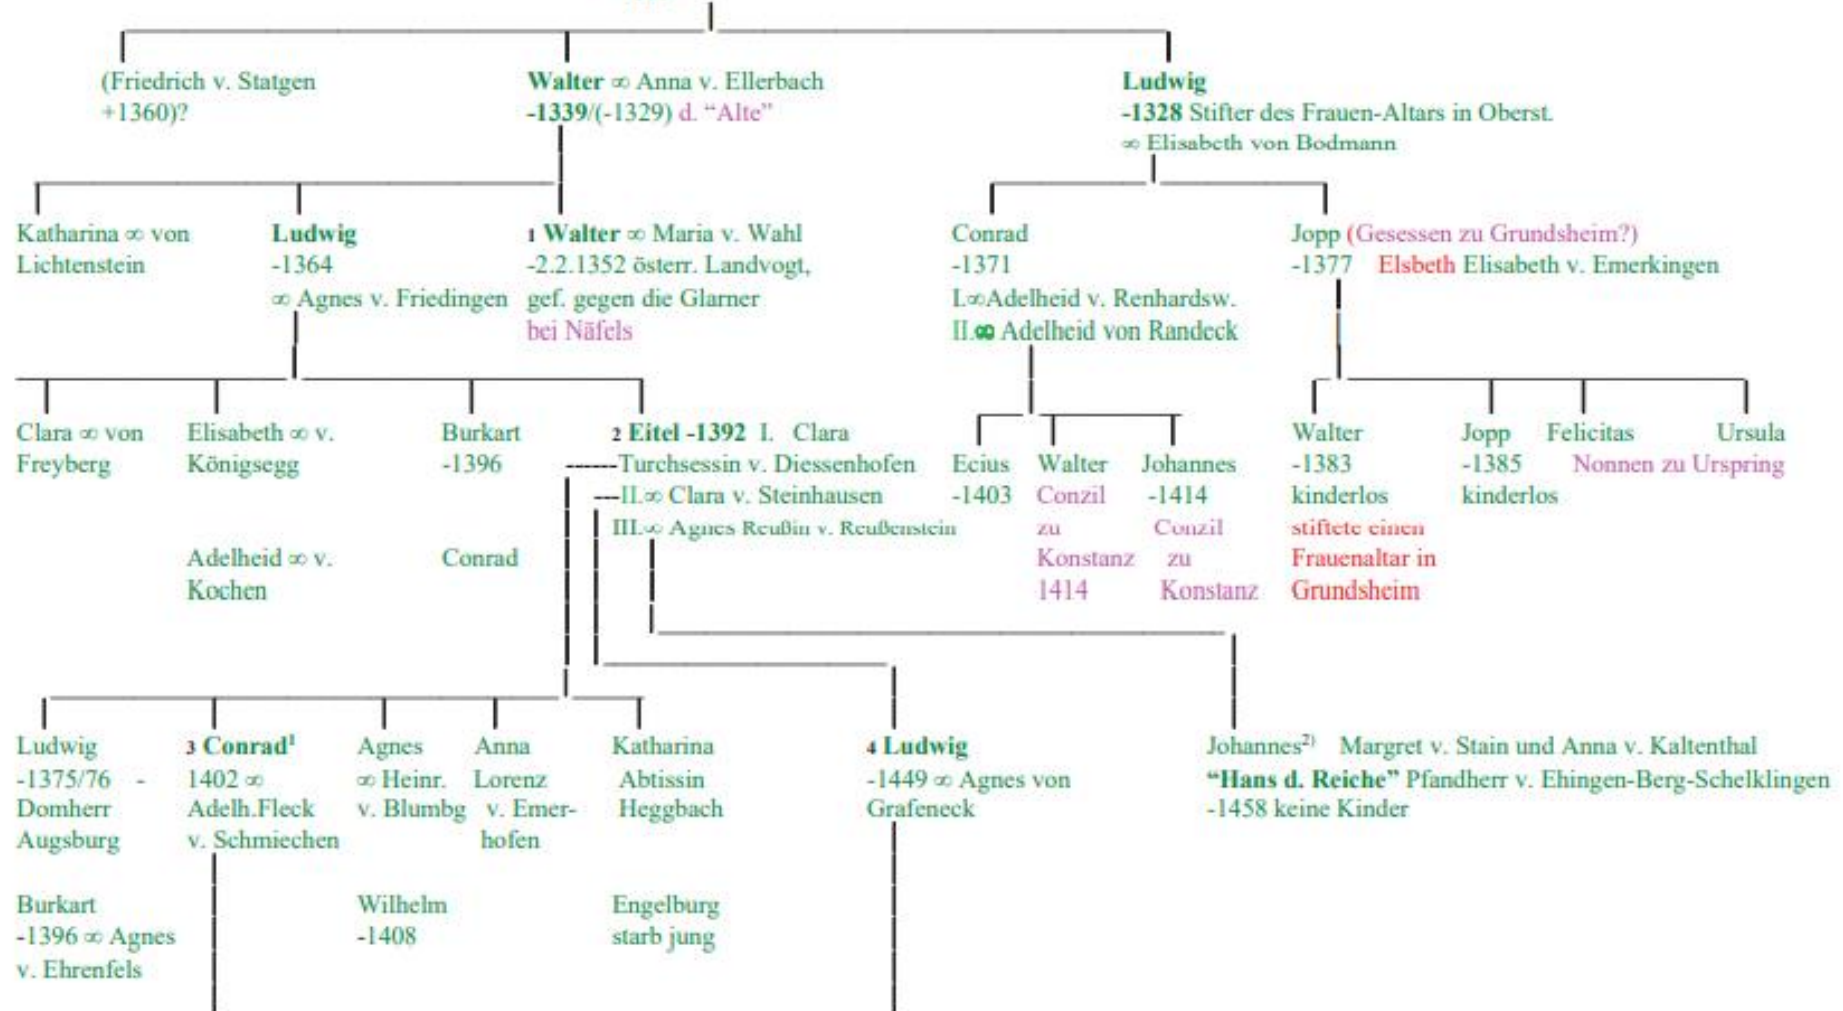 (Friedrich v. Statgen
+1360)?
Walter ∞ Anna v. Ellerbach
-1339/(-1329) d. “Alte”
Ludwig
-1328 Stifter des Frauen-Altars in Oberst.
∞ Elisabeth von Bodmann
Katharina ∞ von
Lichtenstein
Ludwig
-1364
∞ Agnes v. Friedingen
1 Walter ∞ Maria v. Wahl
-2.2.1352 österr. Landvogt,
gef. gegen die Glarner
bei Näfels
Conrad
-1371
I.∞Adelheid v. Renhardsw.
II.∞ Adelheid von Randeck
Jopp (Gesessen zu Grundsheim?)
-1377 Elsbeth Elisabeth v. Emerkingen
Clara ∞ von
Freyberg
Elisabeth ∞ v.
Königsegg
Adelheid ∞ v.
Kochen
Burkart
-1396
Conrad
2 Eitel -1392 I. Clara
------Turchsessin v. Diessenhofen
---II.∞ Clara v. Steinhausen
III.∞ Agnes Reußin v. Reußenstein
Ecius
-1403
Walter
Conzil
zu
Konstanz
1414
Johannes
-1414
Conzil
zu
Konstanz
Walter
-1383
kinderlos
stiftete einen
Frauenaltar in
Grundsheim
Jopp
-1385
kinderlos
Felicitas Ursula
Nonnen zu Urspring
Ludwig
-1375/76 -
Domherr
Augsburg
Burkart
-1396 ∞ Agnes
v. Ehrenfels
3 Conrad¹
1402 ∞
Adelh.Fleck
v. Schmiechen
Agnes
∞ Heinr.
v. Blumbg
Wilhelm
-1408
Anna
Lorenz
v. Emer-
hofen
Katharina
Abtissin
Heggbach
Engelburg
starb jung
4 Ludwig
-1449 ∞ Agnes von
Grafeneck
Johannes²⁾ Margret v. Stain und Anna v. Kaltenthal
“Hans d. Reiche” Pfandherr v. Ehingen-Berg-Schelklingen
-1458 keine Kinder